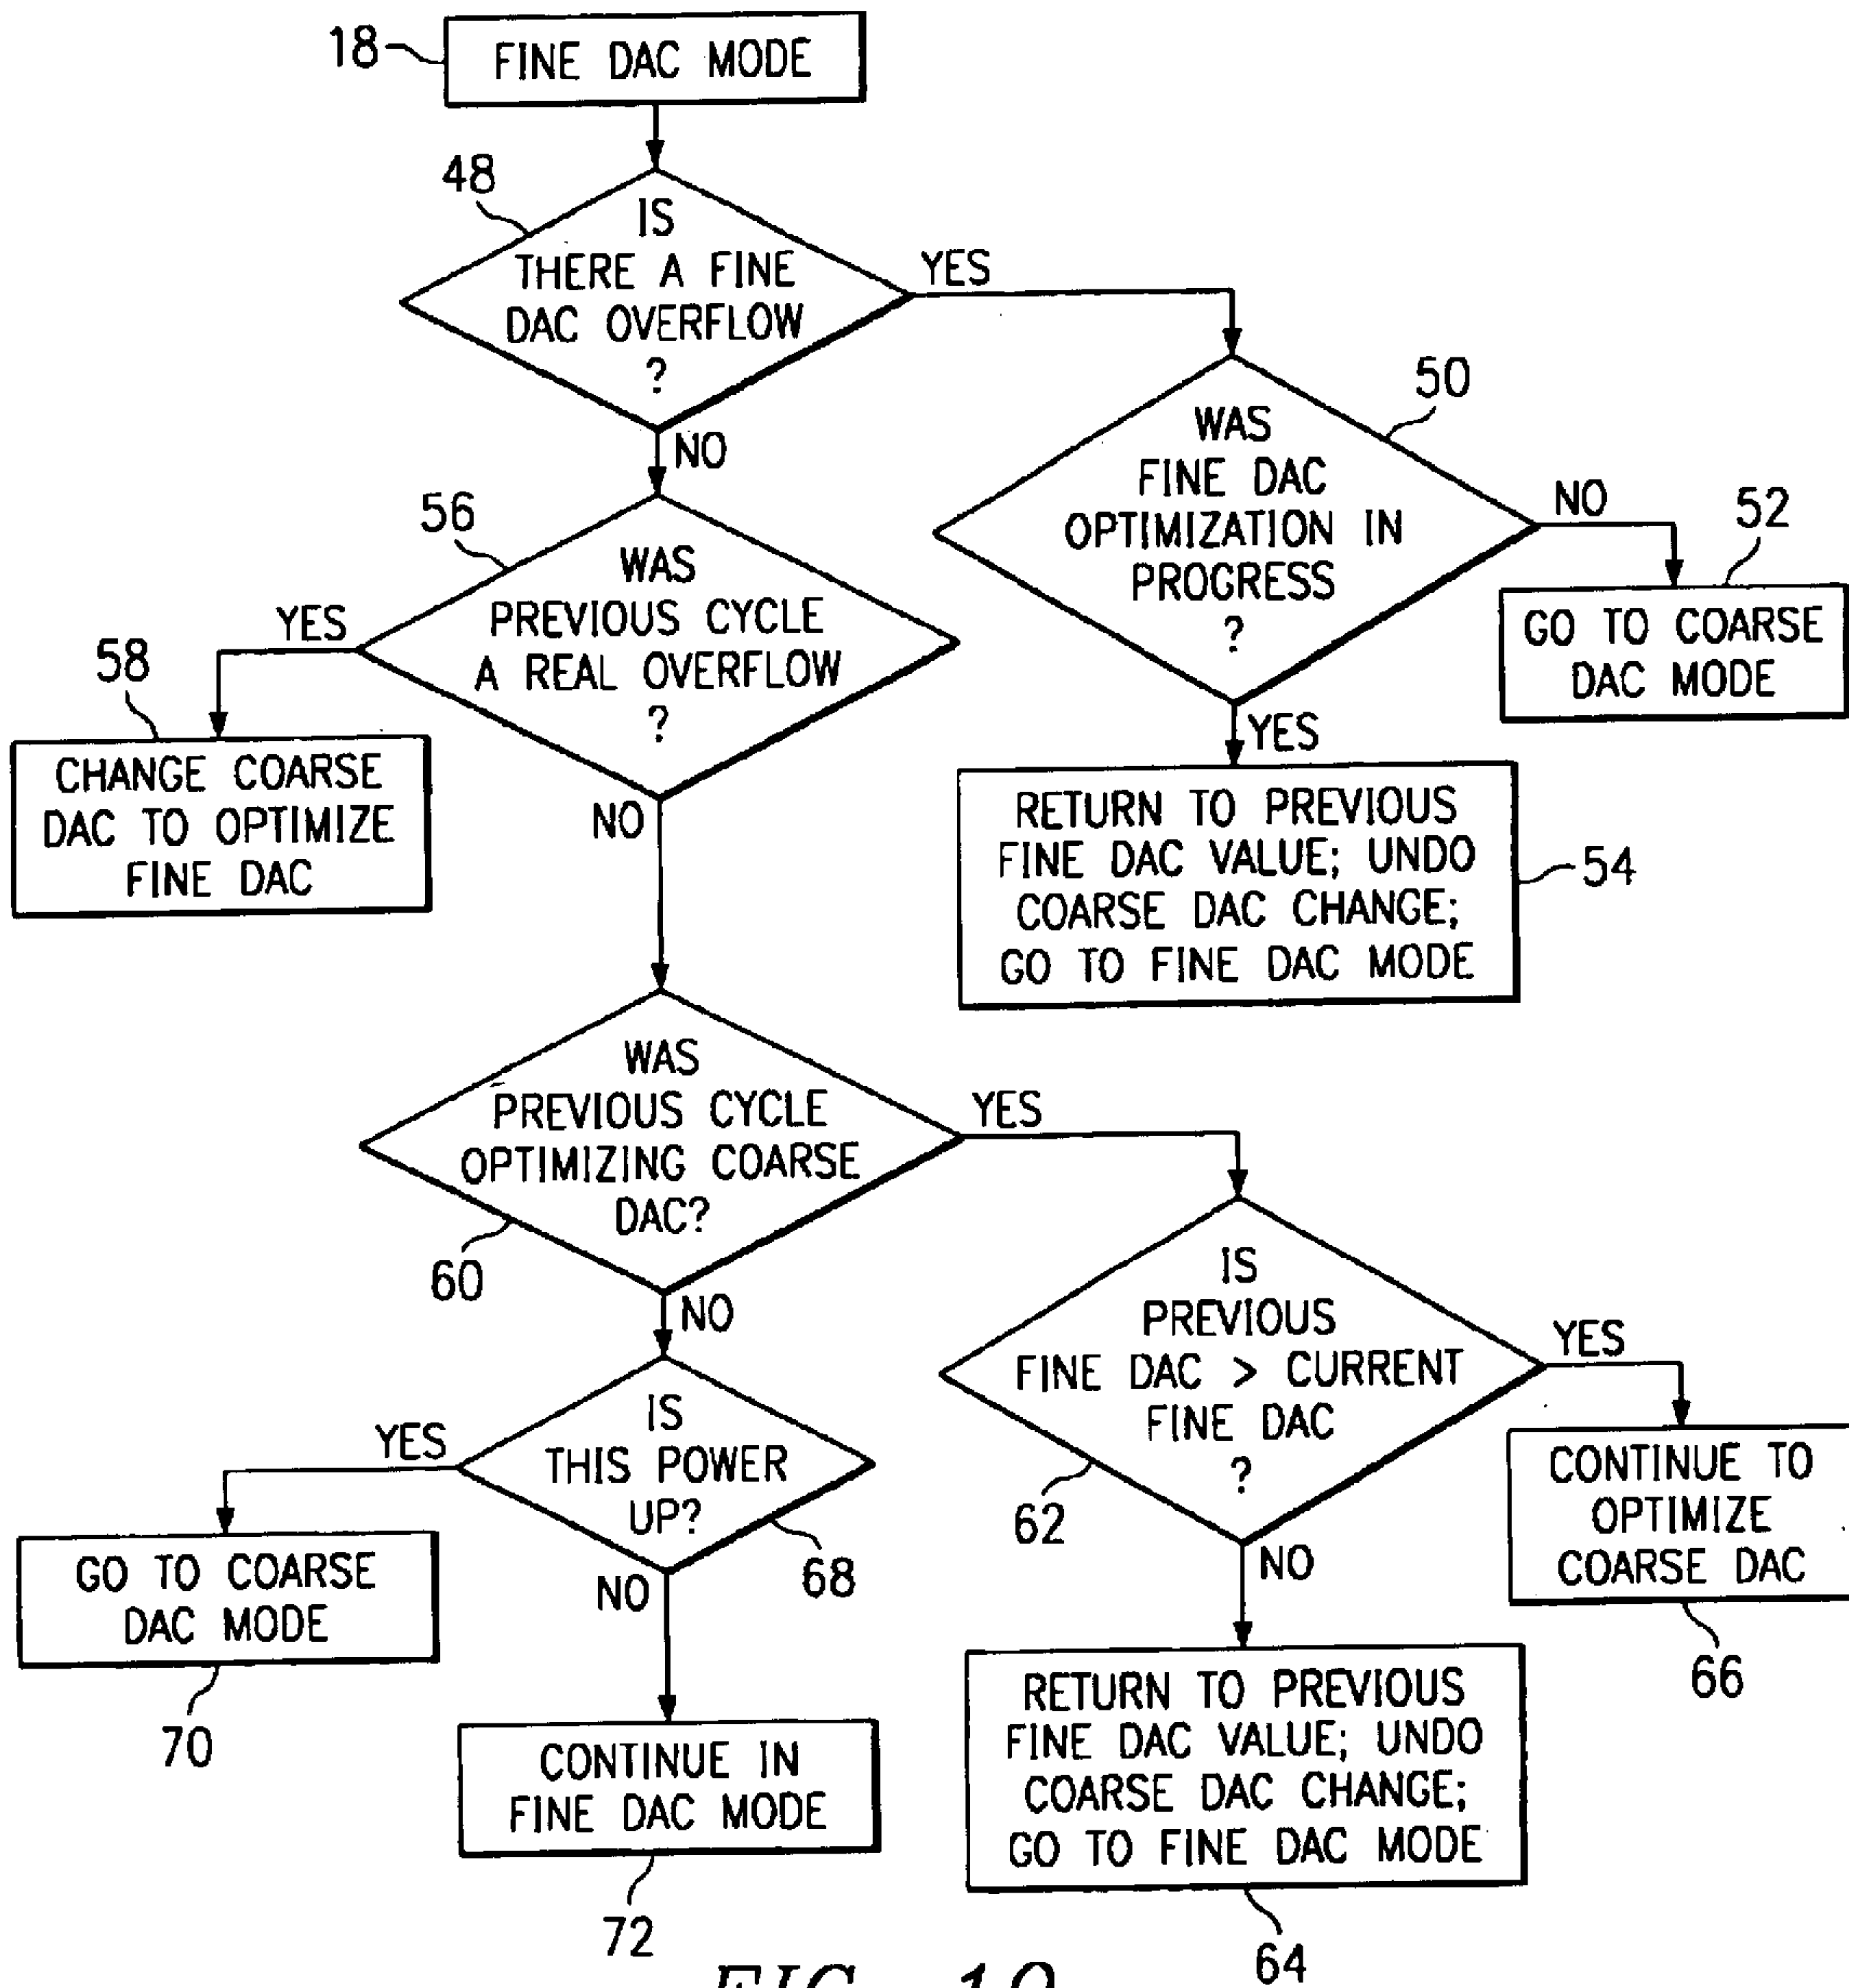 18
FINE DAC MODE
48
IS
THERE A FINE
DAC OVERFLOW
?
YES
NO
50
WAS
FINE DAC
OPTIMIZATION IN
PROGRESS
?
NO
52
GO TO COARSE
DAC MODE
YES
RETURN TO PREVIOUS
FINE DAC VALUE; UNDO
COARSE DAC CHANGE;
GO TO FINE DAC MODE
54
56
WAS
PREVIOUS CYCLE
A REAL OVERFLOW
?
YES
58
CHANGE COARSE
DAC TO OPTIMIZE
FINE DAC
NO
WAS
PREVIOUS CYCLE
OPTIMIZING COARSE
DAC?
60
YES
NO
IS
PREVIOUS
FINE DAC > CURRENT
FINE DAC
?
62
YES
CONTINUE TO
OPTIMIZE
COARSE DAC
66
NO
RETURN TO PREVIOUS
FINE DAC VALUE; UNDO
COARSE DAC CHANGE;
GO TO FINE DAC MODE
64
IS
THIS POWER
UP?
68
YES
GO TO COARSE
DAC MODE
70
NO
CONTINUE IN
FINE DAC MODE
72